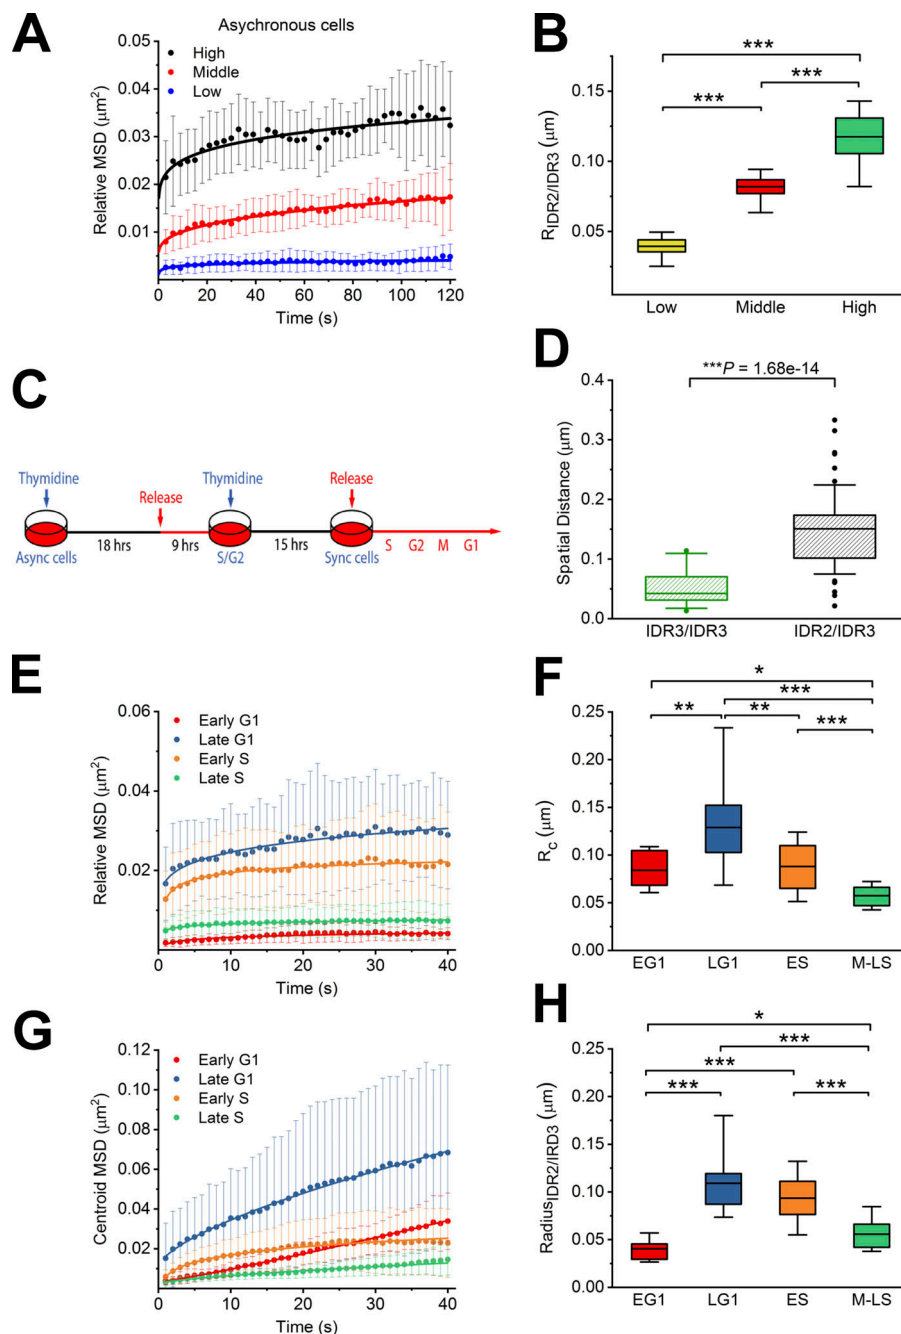 A
Asychronous cells
High
Middle
Low
Relative MSD (μm²)
0.05
0.04
0.03
0.02
0.01
0 20 40 60 80 100 120
Time (s)
B
***
***
***
R_IDR2/IDR3 (μm)
0.15
0.10
0.05
Low Middle High
C
Thymidine
Release
Thymidine
Release
18 hrs
9 hrs
15 hrs
S G2 M G1
Async cells
S/G2
Sync cells
D
***P = 1.68e-14
Spatial Distance (μm)
0.4
0.3
0.2
0.1
0.0
IDR3/IDR3 IDR2/IDR3
E
Early G1
Late G1
Early S
Late S
Relative MSD (μm²)
0.06
0.04
0.02
0 10 20 30 40
Time (s)
F
*
***
** **
***
R_C (μm)
0.25
0.20
0.15
0.10
0.05
0.00
EG1 LG1 ES M-LS
G
Early G1
Late G1
Early S
Late S
Centroid MSD (μm²)
0.12
0.10
0.08
0.06
0.04
0.02
0 10 20 30 40
Time (s)
H
*
***
***
*** ***
Radius_IDR2/IRD3 (μm)
0.25
0.20
0.15
0.10
0.05
0.00
EG1 LG1 ES M-LS